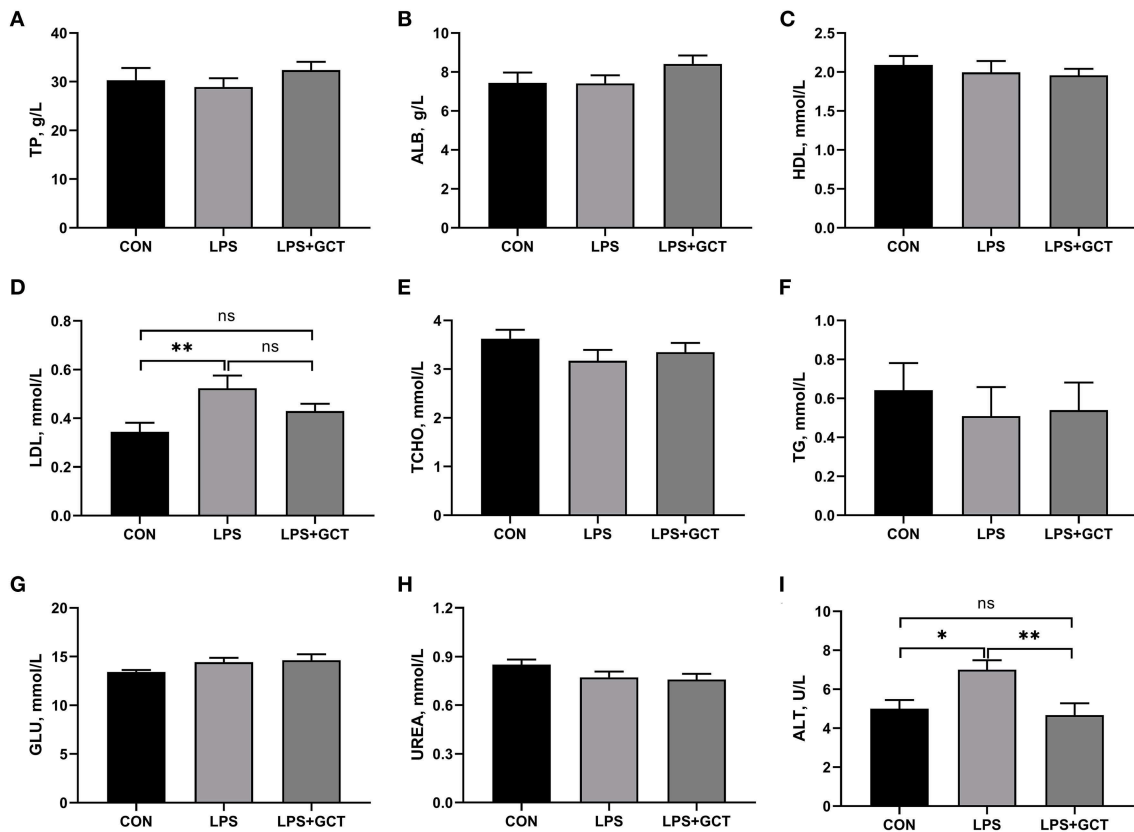 A
TP, g/L
40
30
20
10
0
CON LPS LPS+GCT
B
ALB, g/L
10
8
6
4
2
0
CON LPS LPS+GCT
C
HDL, mmol/L
2.5
2.0
1.5
1.0
0.5
0.0
CON LPS LPS+GCT
D
LDL, mmol/L
0.8
0.6
0.4
0.2
0.0
ns
** ns
CON LPS LPS+GCT
E
TCHO, mmol/L
4
3
2
1
0
CON LPS LPS+GCT
F
TG, mmol/L
1.0
0.8
0.6
0.4
0.2
0.0
CON LPS LPS+GCT
G
GLU, mmol/L
20
15
10
5
0
CON LPS LPS+GCT
H
UREA, mmol/L
1.2
0.9
0.6
0.3
0.0
CON LPS LPS+GCT
I
ALT, U/L
10
8
6
4
2
0
ns
* **
CON LPS LPS+GCT